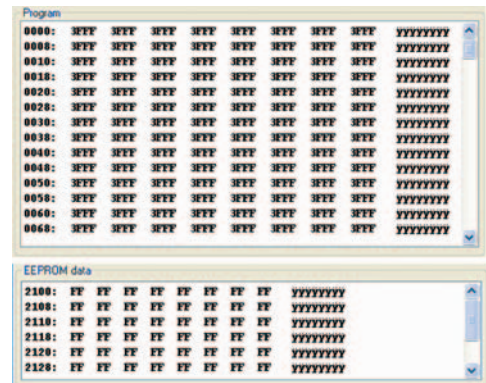 Program
0000: 3FFF 3FFF 3FFF 3FFF 3FFF 3FFF 3FFF 3FFF yyyyyyyy
0008: 3FFF 3FFF 3FFF 3FFF 3FFF 3FFF 3FFF 3FFF yyyyyyyy
0010: 3FFF 3FFF 3FFF 3FFF 3FFF 3FFF 3FFF 3FFF yyyyyyyy
0018: 3FFF 3FFF 3FFF 3FFF 3FFF 3FFF 3FFF 3FFF yyyyyyyy
0020: 3FFF 3FFF 3FFF 3FFF 3FFF 3FFF 3FFF 3FFF yyyyyyyy
0028: 3FFF 3FFF 3FFF 3FFF 3FFF 3FFF 3FFF 3FFF yyyyyyyy
0030: 3FFF 3FFF 3FFF 3FFF 3FFF 3FFF 3FFF 3FFF yyyyyyyy
0038: 3FFF 3FFF 3FFF 3FFF 3FFF 3FFF 3FFF 3FFF yyyyyyyy
0040: 3FFF 3FFF 3FFF 3FFF 3FFF 3FFF 3FFF 3FFF yyyyyyyy
0048: 3FFF 3FFF 3FFF 3FFF 3FFF 3FFF 3FFF 3FFF yyyyyyyy
0050: 3FFF 3FFF 3FFF 3FFF 3FFF 3FFF 3FFF 3FFF yyyyyyyy
0058: 3FFF 3FFF 3FFF 3FFF 3FFF 3FFF 3FFF 3FFF yyyyyyyy
0060: 3FFF 3FFF 3FFF 3FFF 3FFF 3FFF 3FFF 3FFF yyyyyyyy
0068: 3FFF 3FFF 3FFF 3FFF 3FFF 3FFF 3FFF 3FFF yyyyyyyy
EEPROM data
2100: FF FF FF FF FF FF FF FF yyyyyyyy
2108: FF FF FF FF FF FF FF FF yyyyyyyy
2110: FF FF FF FF FF FF FF FF yyyyyyyy
2118: FF FF FF FF FF FF FF FF yyyyyyyy
2120: FF FF FF FF FF FF FF FF yyyyyyyy
2128: FF FF FF FF FF FF FF FF yyyyyyyy